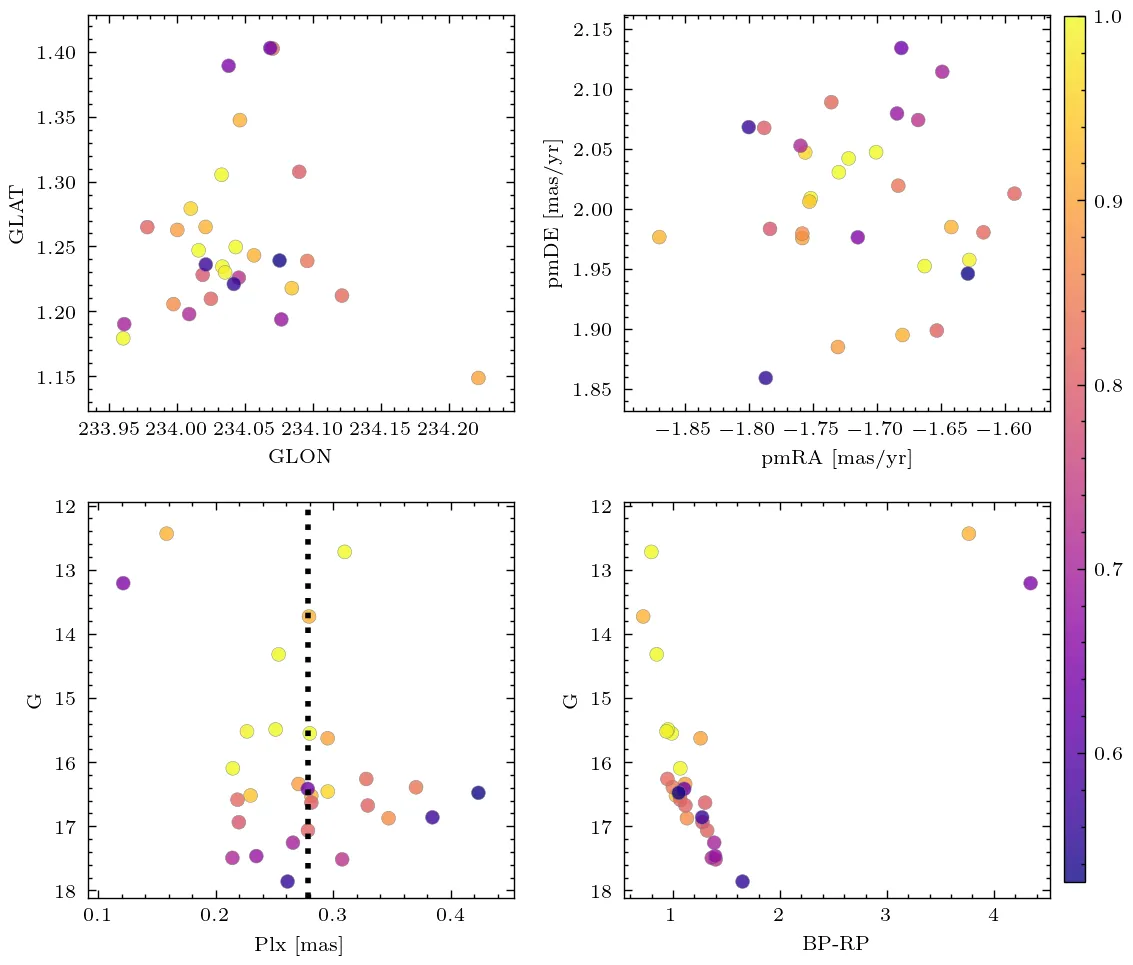 1.40
1.35
1.30
1.25
1.20
1.15
GLAT
233.95 234.00 234.05 234.10 234.15 234.20
GLON
2.15
2.10
2.05
2.00
1.95
1.90
1.85
pmDE [mas/yr]
−1.85 −1.80 −1.75 −1.70 −1.65 −1.60
pmRA [mas/yr]
1.0
0.9
0.8
0.7
0.6
12
13
14
15
16
17
18
G
0.1 0.2 0.3 0.4
Plx [mas]
12
13
14
15
16
17
18
G
1 2 3 4
BP-RP